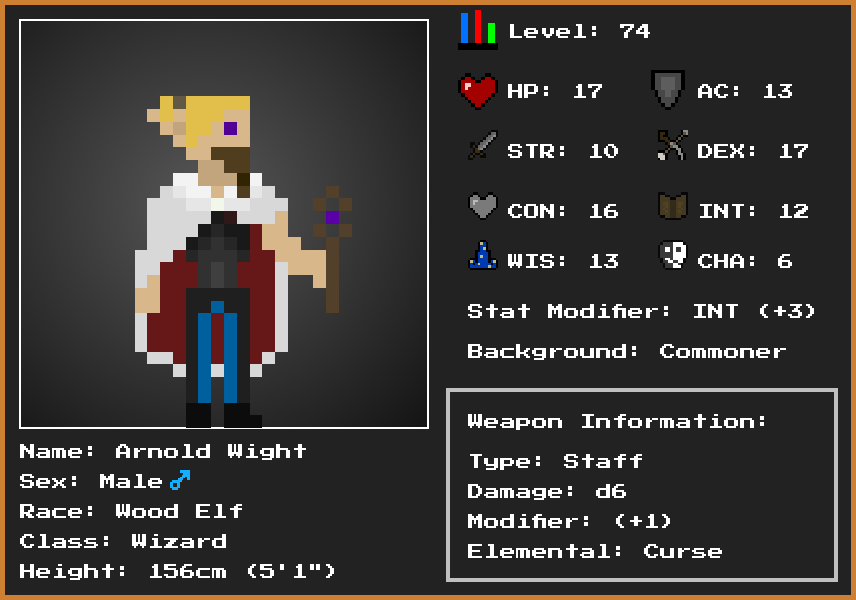 Level: 74
HP: 17
AC: 13
STR: 10
DEX: 17
CON: 16
INT: 12
WIS: 13
CHA: 6
Stat Modifier: INT (+3)
Background: Commoner
Weapon Information:
Type: Staff
Damage: d6
Modifier: (+1)
Elemental: Curse
Name: Arnold Wight
Sex: Male ♂
Race: Wood Elf
Class: Wizard
Height: 156cm (5'1")